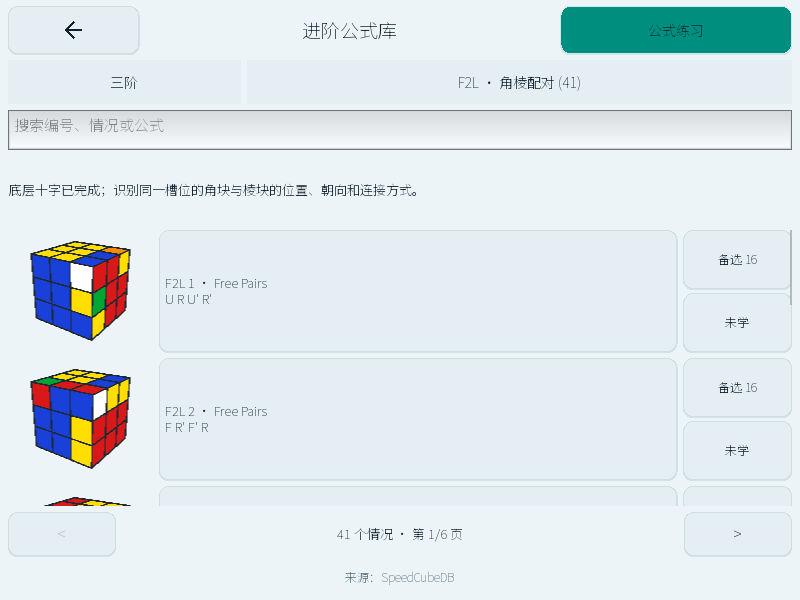 进阶公式库
公式练习
三阶
F2L · 角棱配对 (41)
搜索编号、情况或公式
底层十字已完成；识别同一槽位的角块与棱块的位置、朝向和连接方式。
F2L 1 · Free Pairs
U R U' R'
备选 16
未学
F2L 2 · Free Pairs
F R' F' R
备选 16
未学
<
41 个情况 · 第 1/6 页
>
来源: SpeedCubeDB